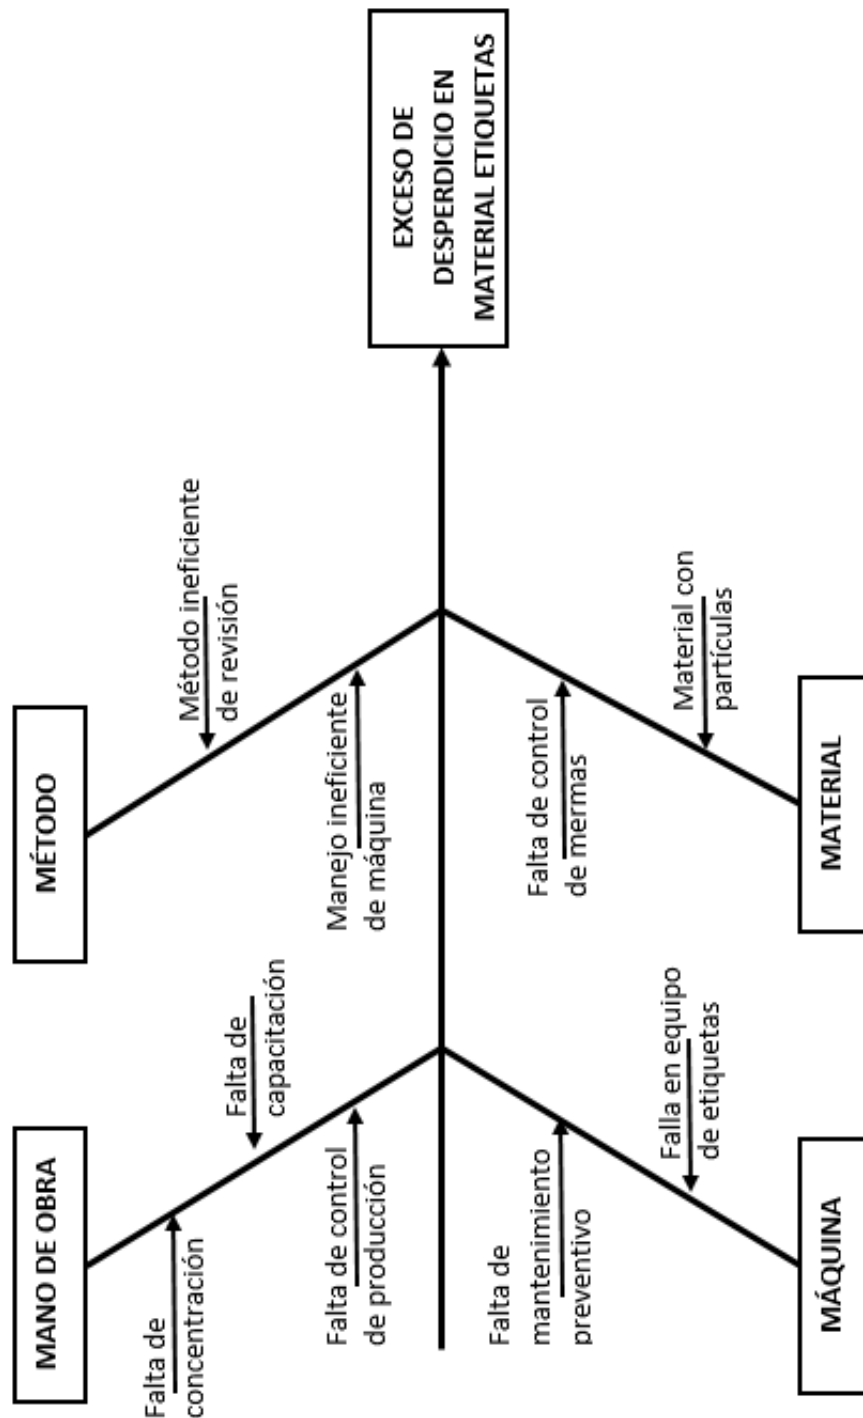 MANO DE OBRA
Falta de
concentración
Falta de
capacitación
Falta de control
de producción
MÉTODO
Método ineficiente
de revisión
Manejo ineficiente
de máquina
EXCESO DE
DESPERDICIO EN
MATERIAL ETIQUETAS
Falta de
mantenimiento
preventivo
Falla en equipo
de etiquetas
MÁQUINA
Falta de control
de mermas
Material con
partículas
MATERIAL